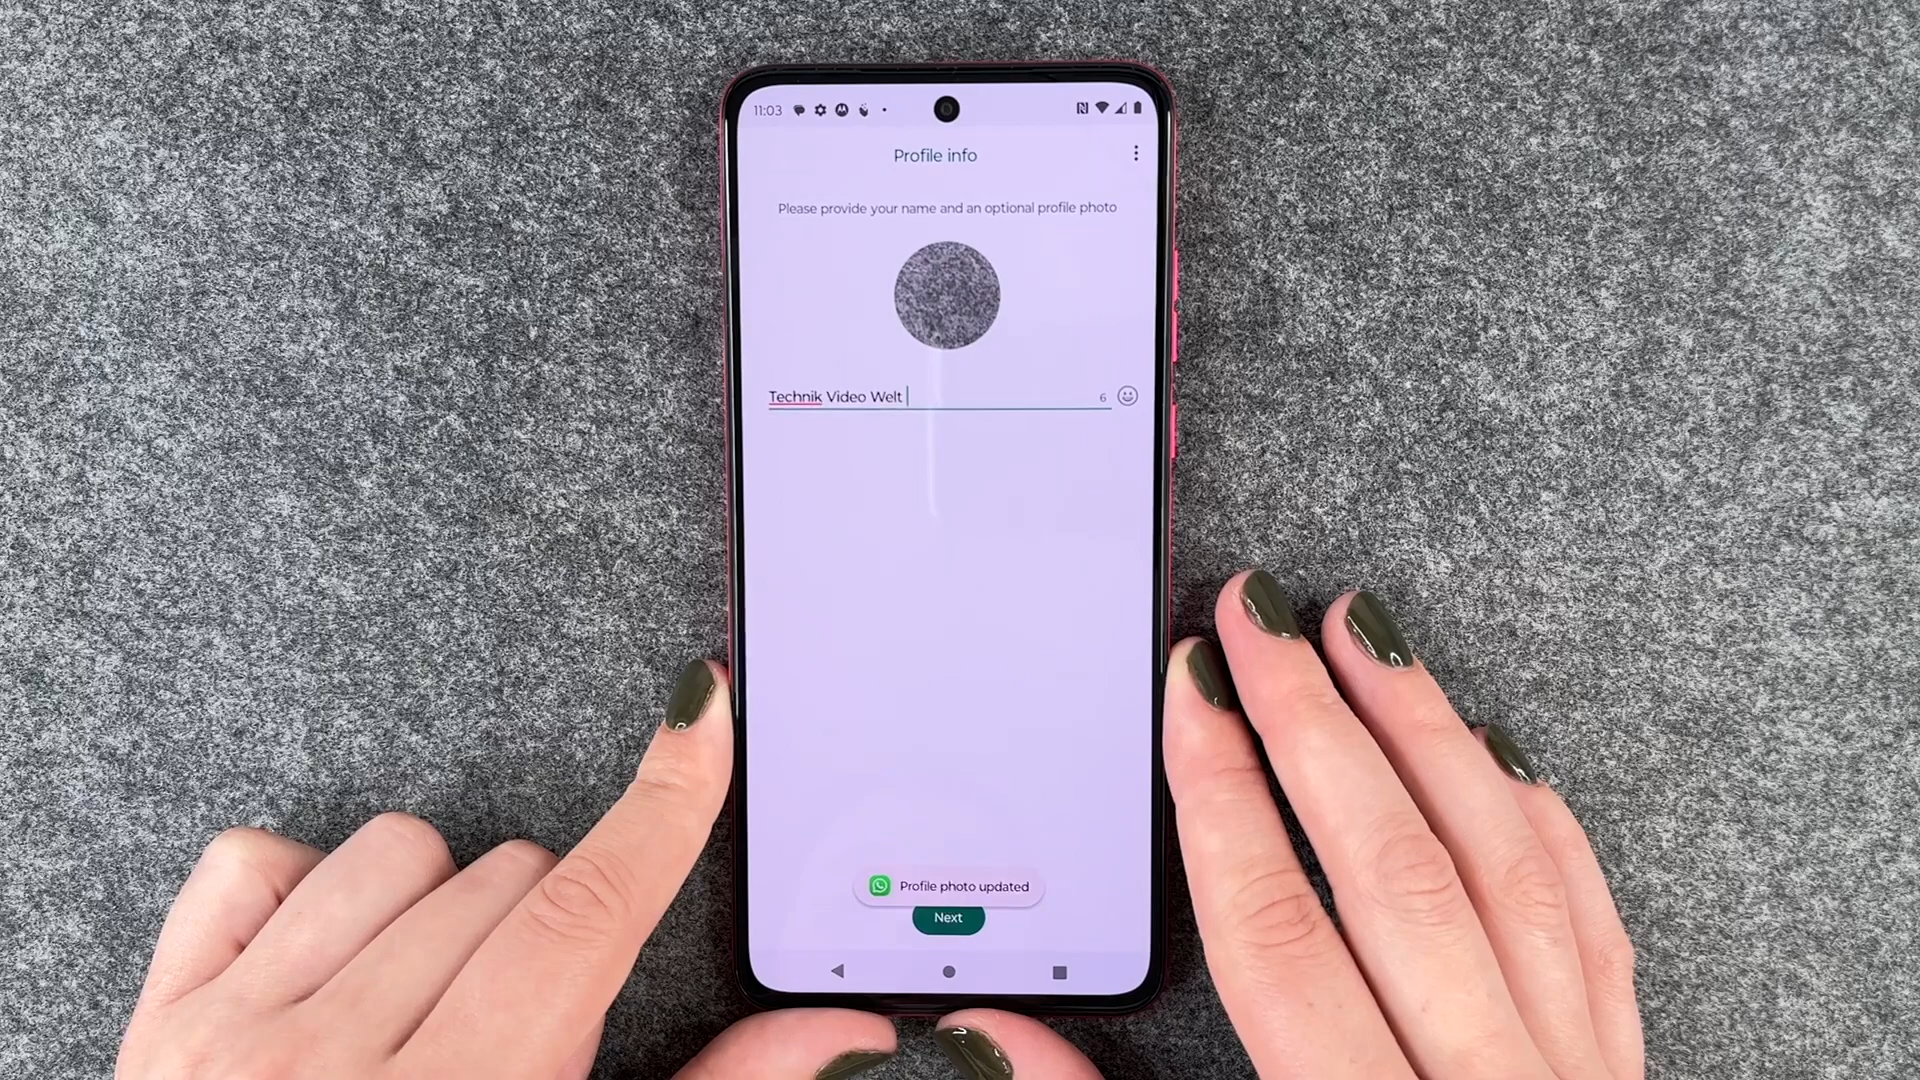 11:03
Profile info
Please provide your name and an optional profile photo
Technik Video Welt
6
Profile photo updated
Next